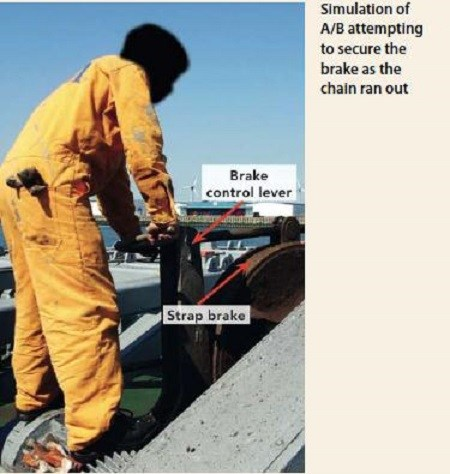 Simulation of
A/B attempting
to secure the
brake as the
chain ran out
Brake
control lever
Strap brake